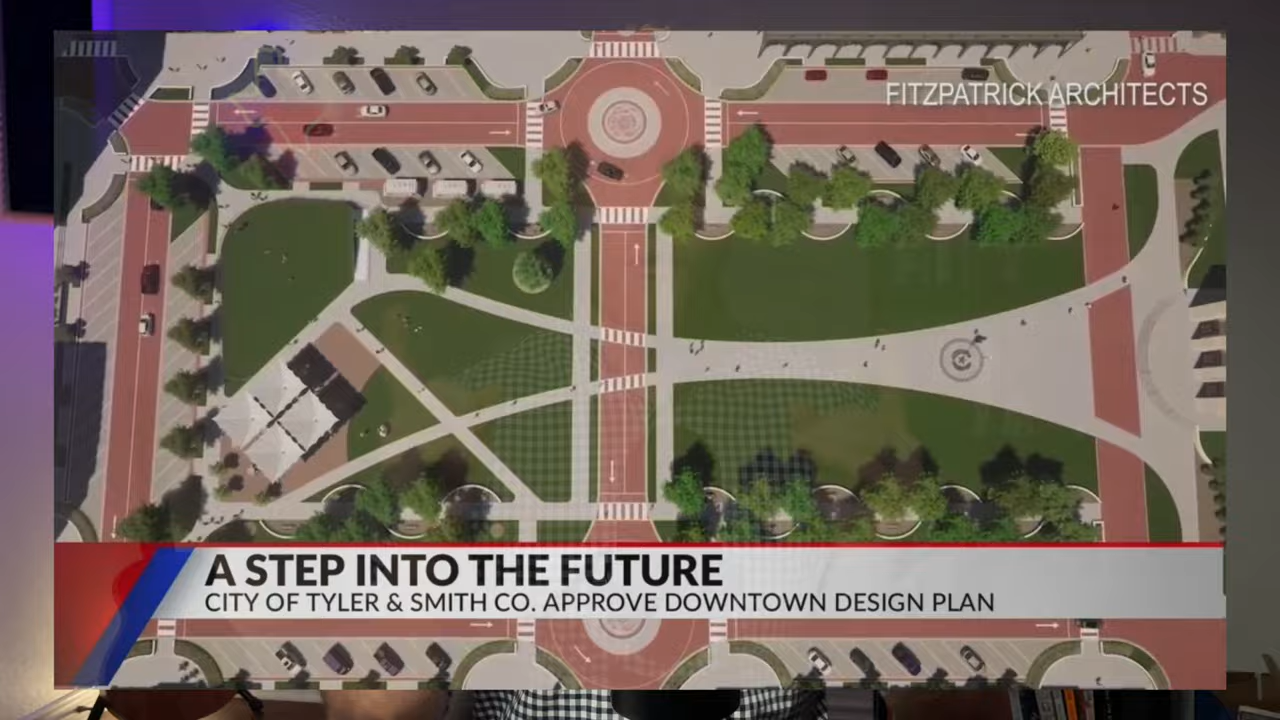 FITZPATRICK ARCHITECTS
A STEP INTO THE FUTURE
CITY OF TYLER & SMITH CO. APPROVE DOWNTOWN DESIGN PLAN